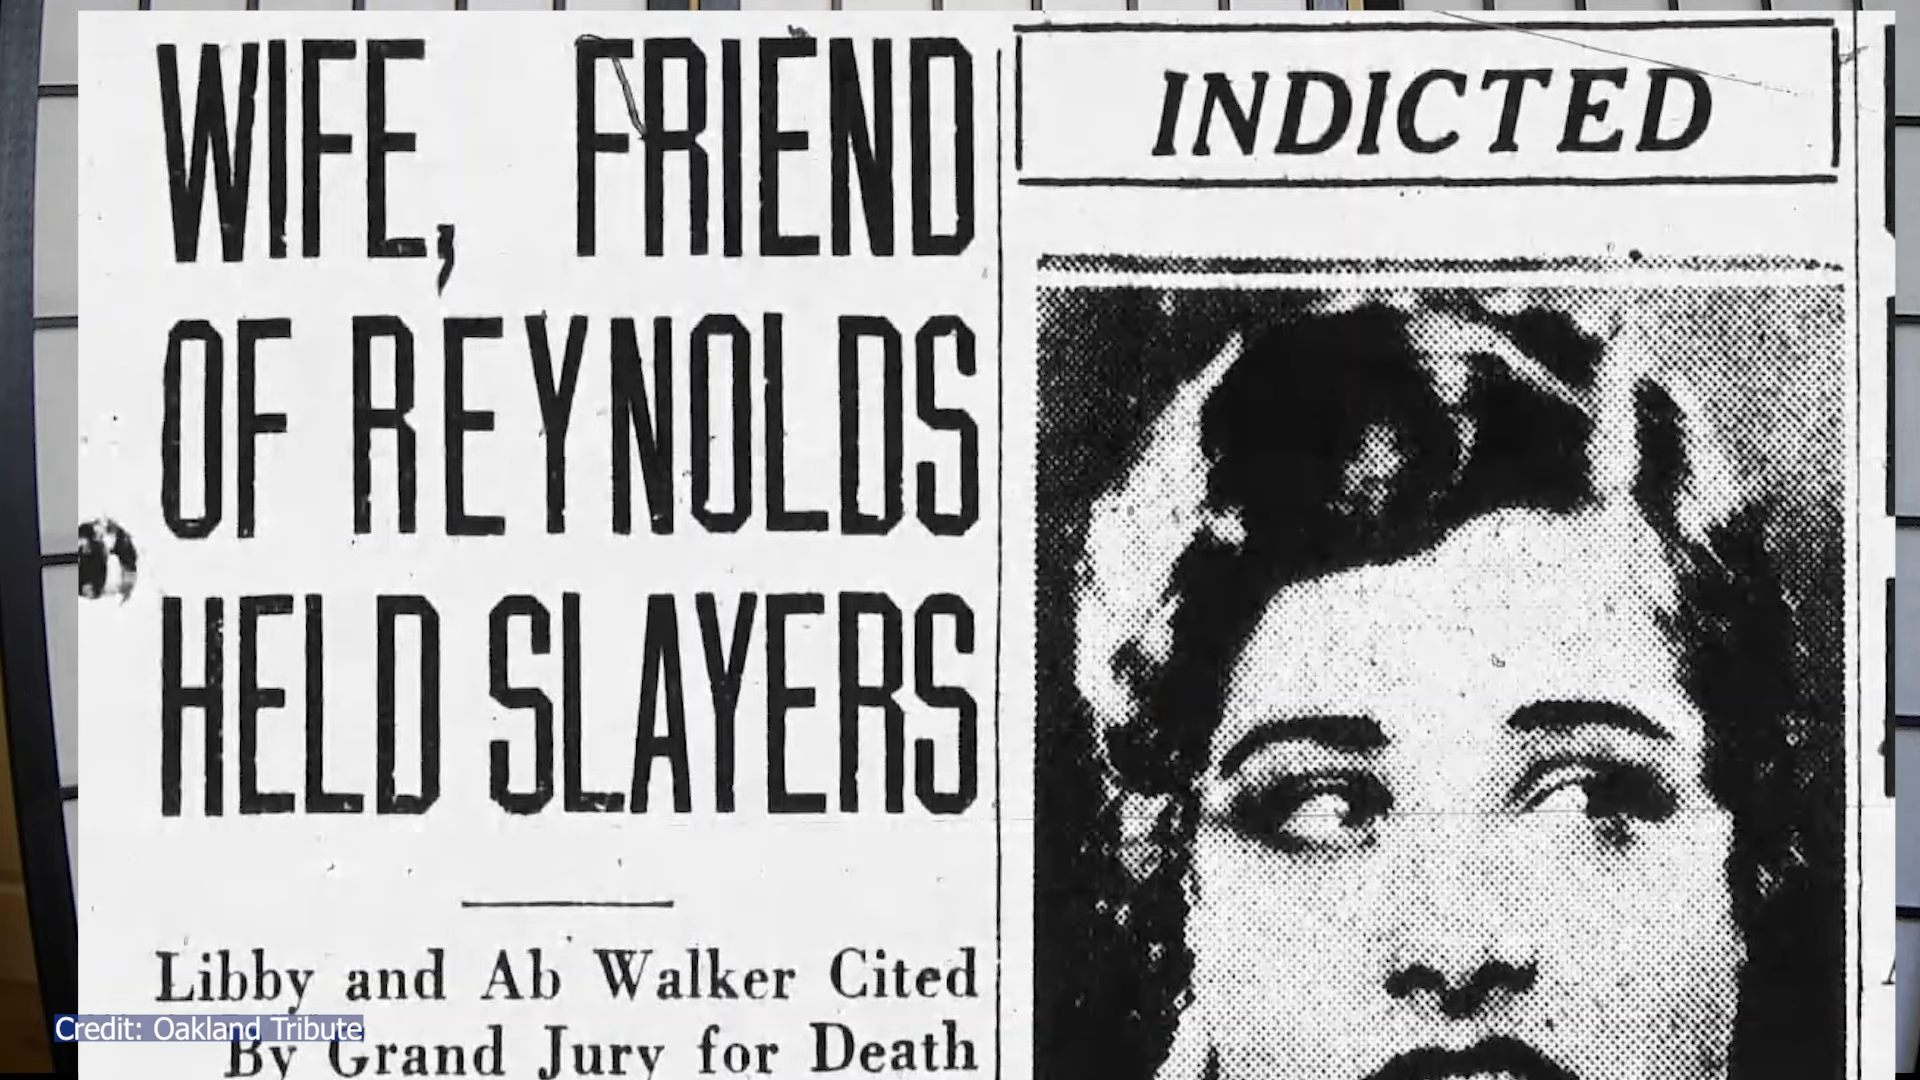 WIFE, FRIEND
OF REYNOLDS
HELD SLAYERS
Libby and Ab Walker Cited
By Grand Jury for Death
INDICTED
Credit: Oakland Tribute